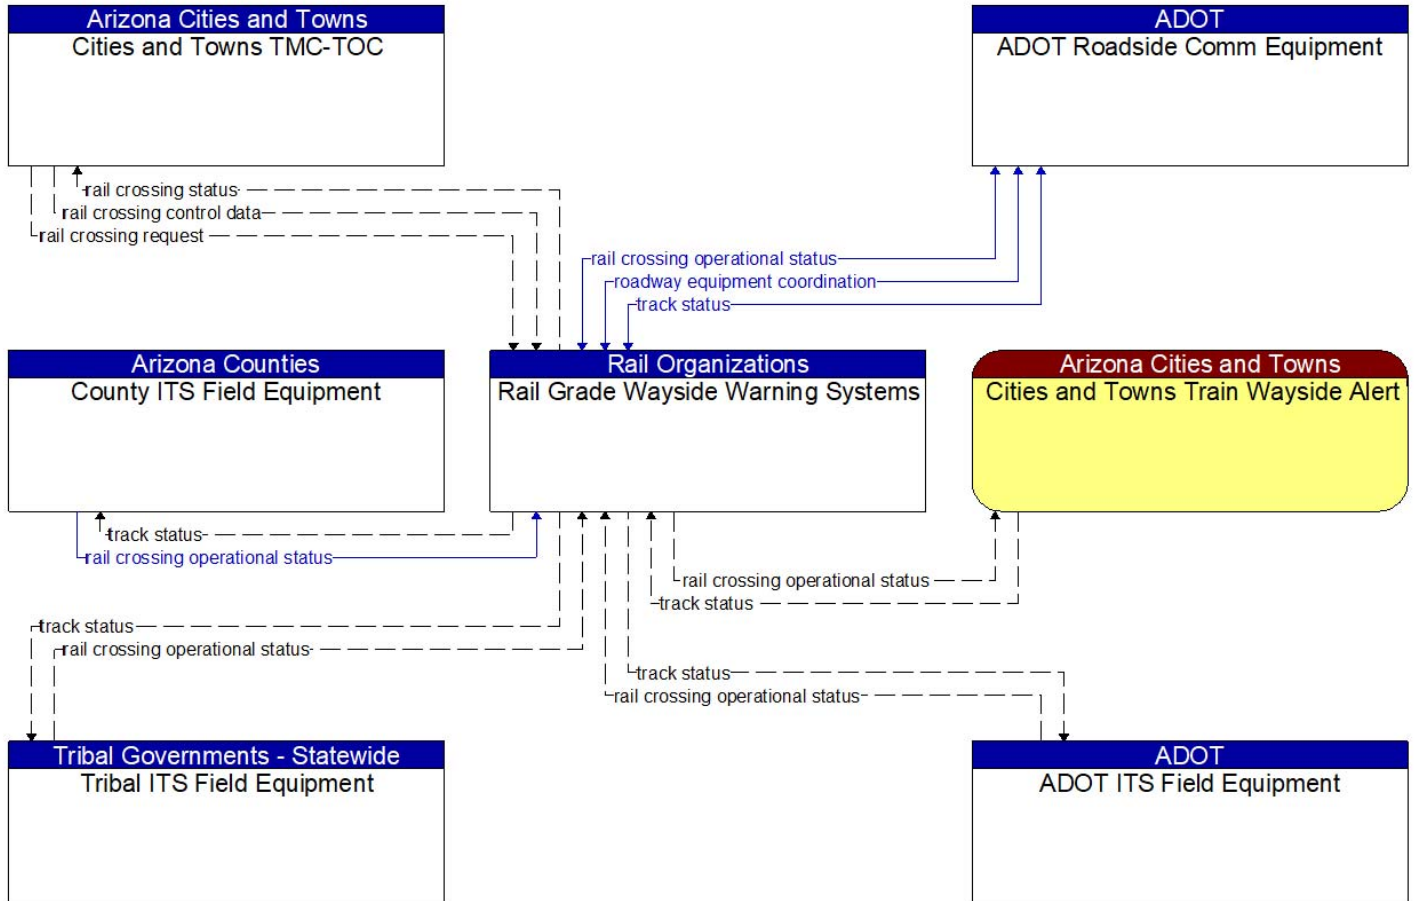 Arizona Cities and Towns
Cities and Towns TMC-TOC
ADOT
ADOT Roadside Comm Equipment
rail crossing status
rail crossing control data
rail crossing request
rail crossing operational status
roadway equipment coordination
track status
Arizona Counties
County ITS Field Equipment
Rail Organizations
Rail Grade Wayside Warning Systems
Arizona Cities and Towns
Cities and Towns Train Wayside Alert
track status
rail crossing operational status
rail crossing operational status
track status
track status
rail crossing operational status
track status
rail crossing operational status
Tribal Governments - Statewide
Tribal ITS Field Equipment
ADOT
ADOT ITS Field Equipment